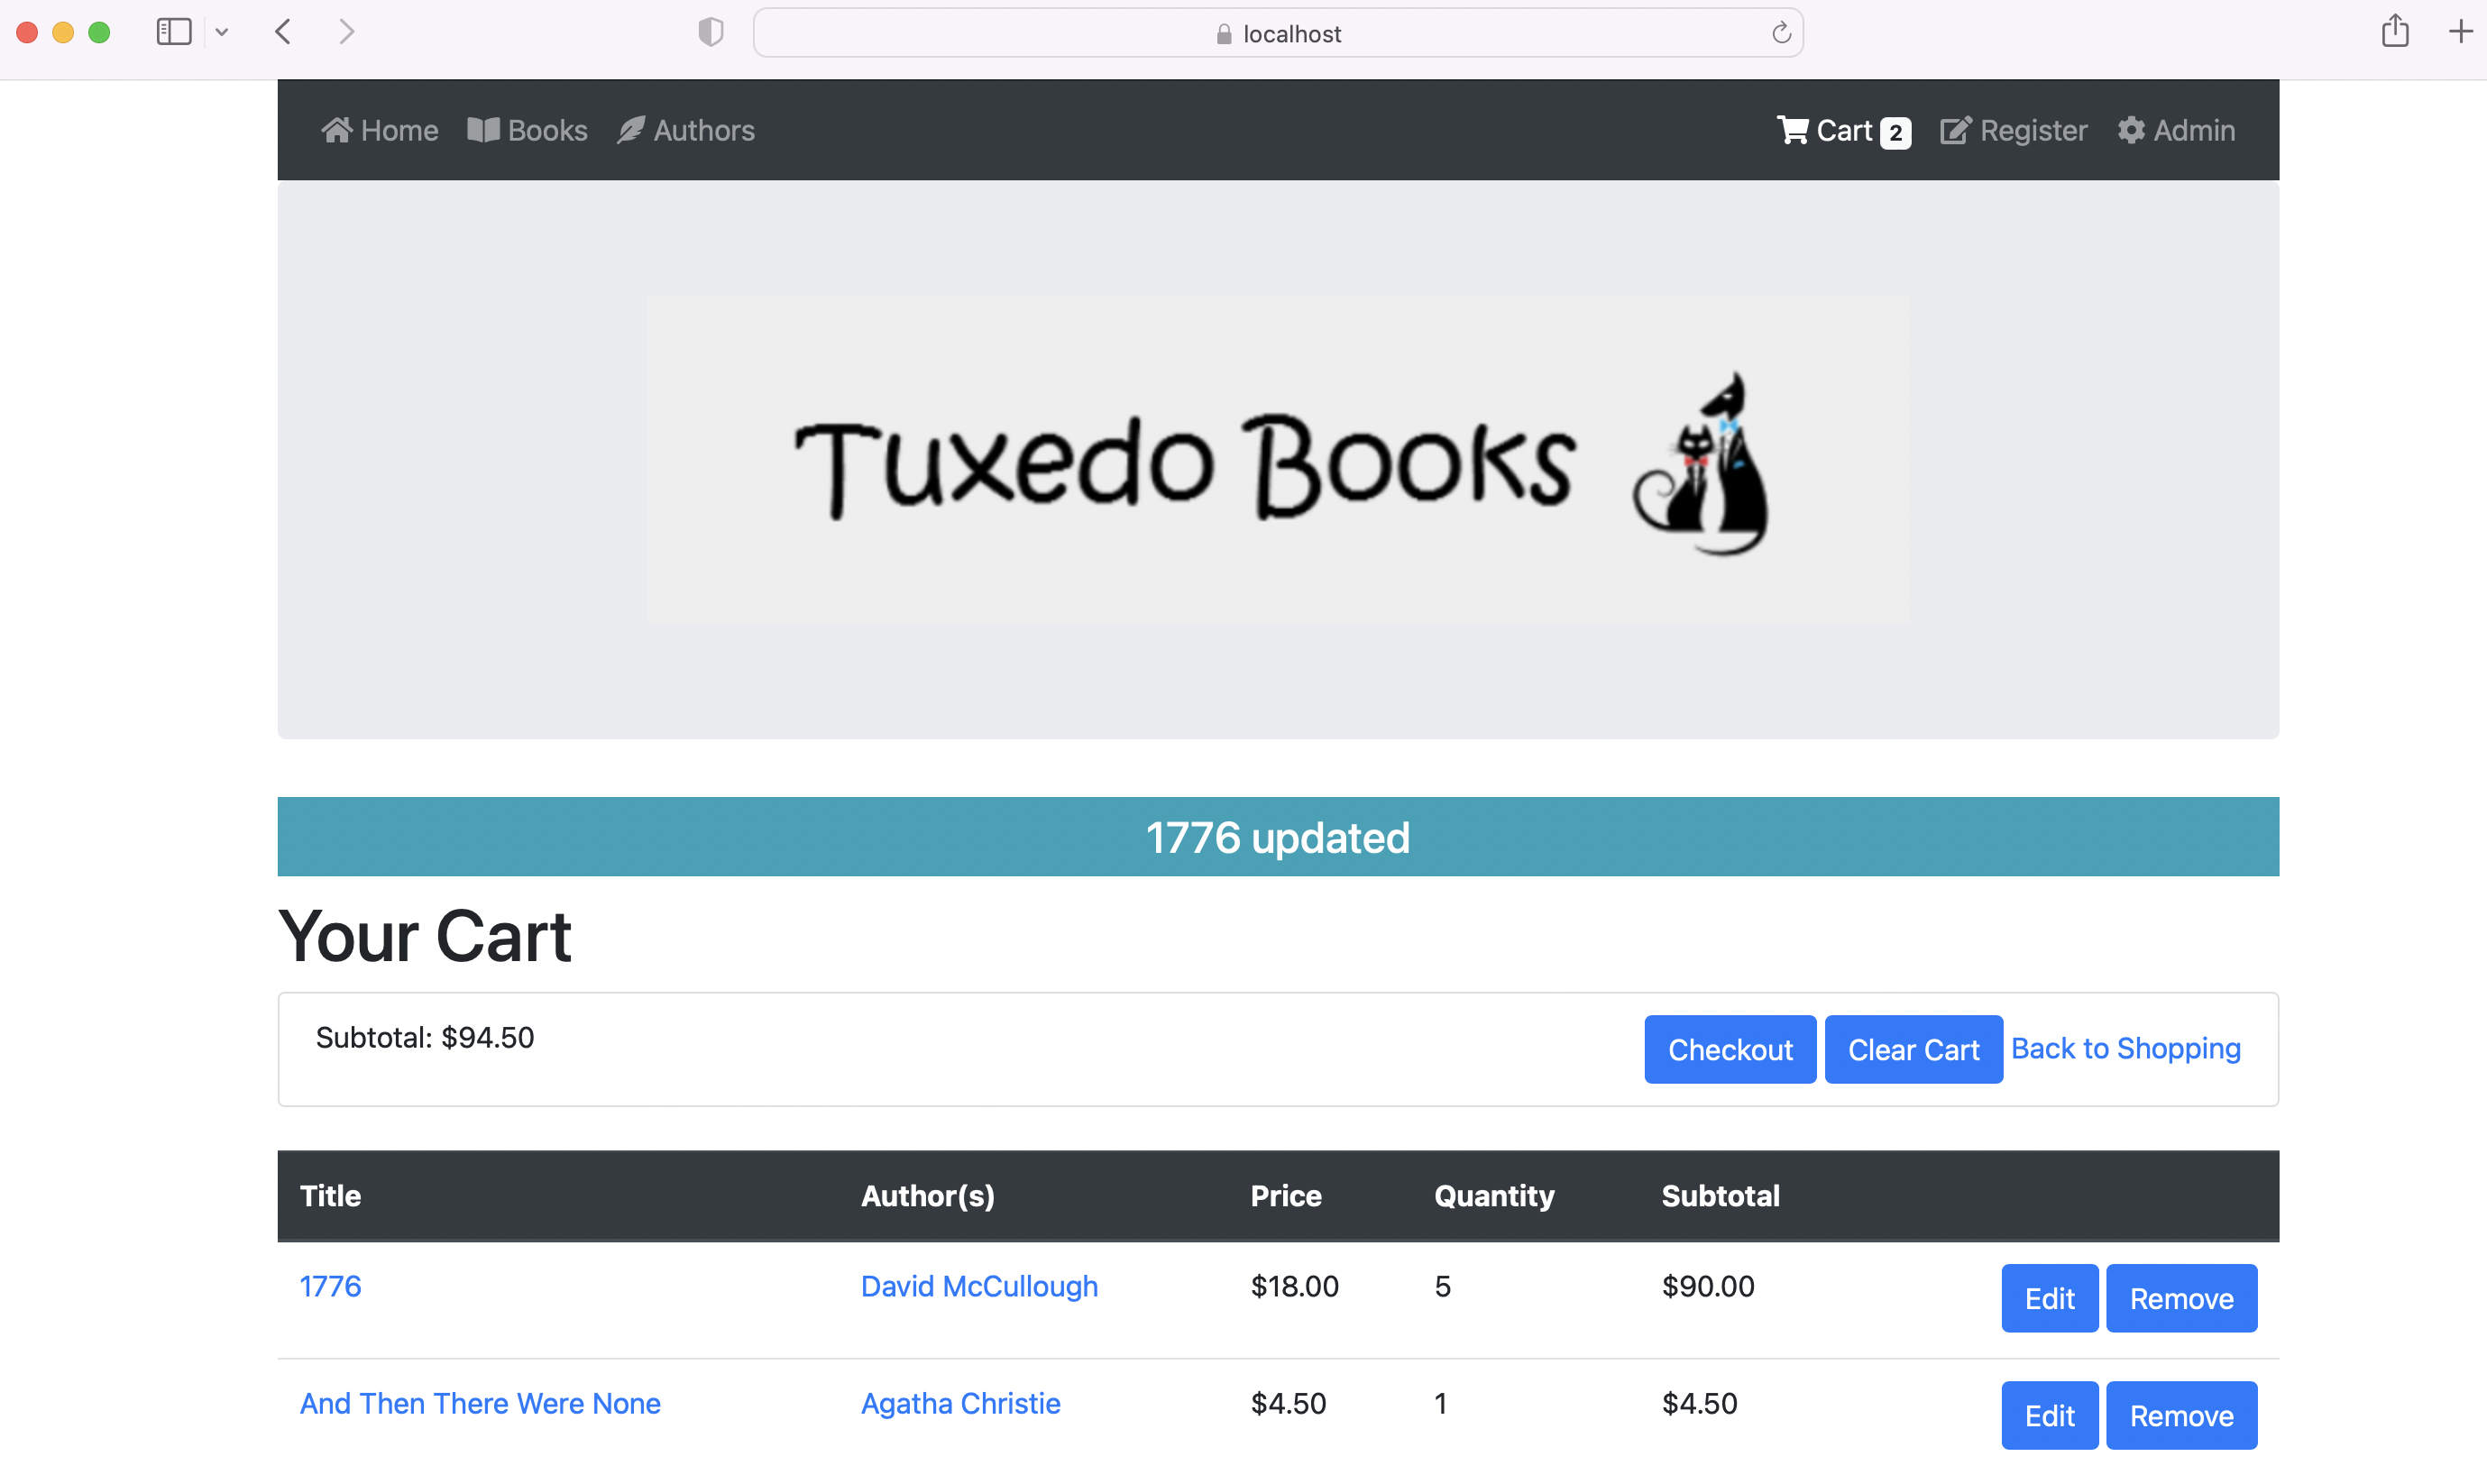 localhost
Home Books Authors Cart 2 Register Admin
Tuxedo Books
1776 updated
Your Cart
Subtotal: $94.50 Checkout Clear Cart Back to Shopping
Title Author(s) Price Quantity Subtotal
1776 David McCullough $18.00 5 $90.00 Edit Remove
And Then There Were None Agatha Christie $4.50 1 $4.50 Edit Remove